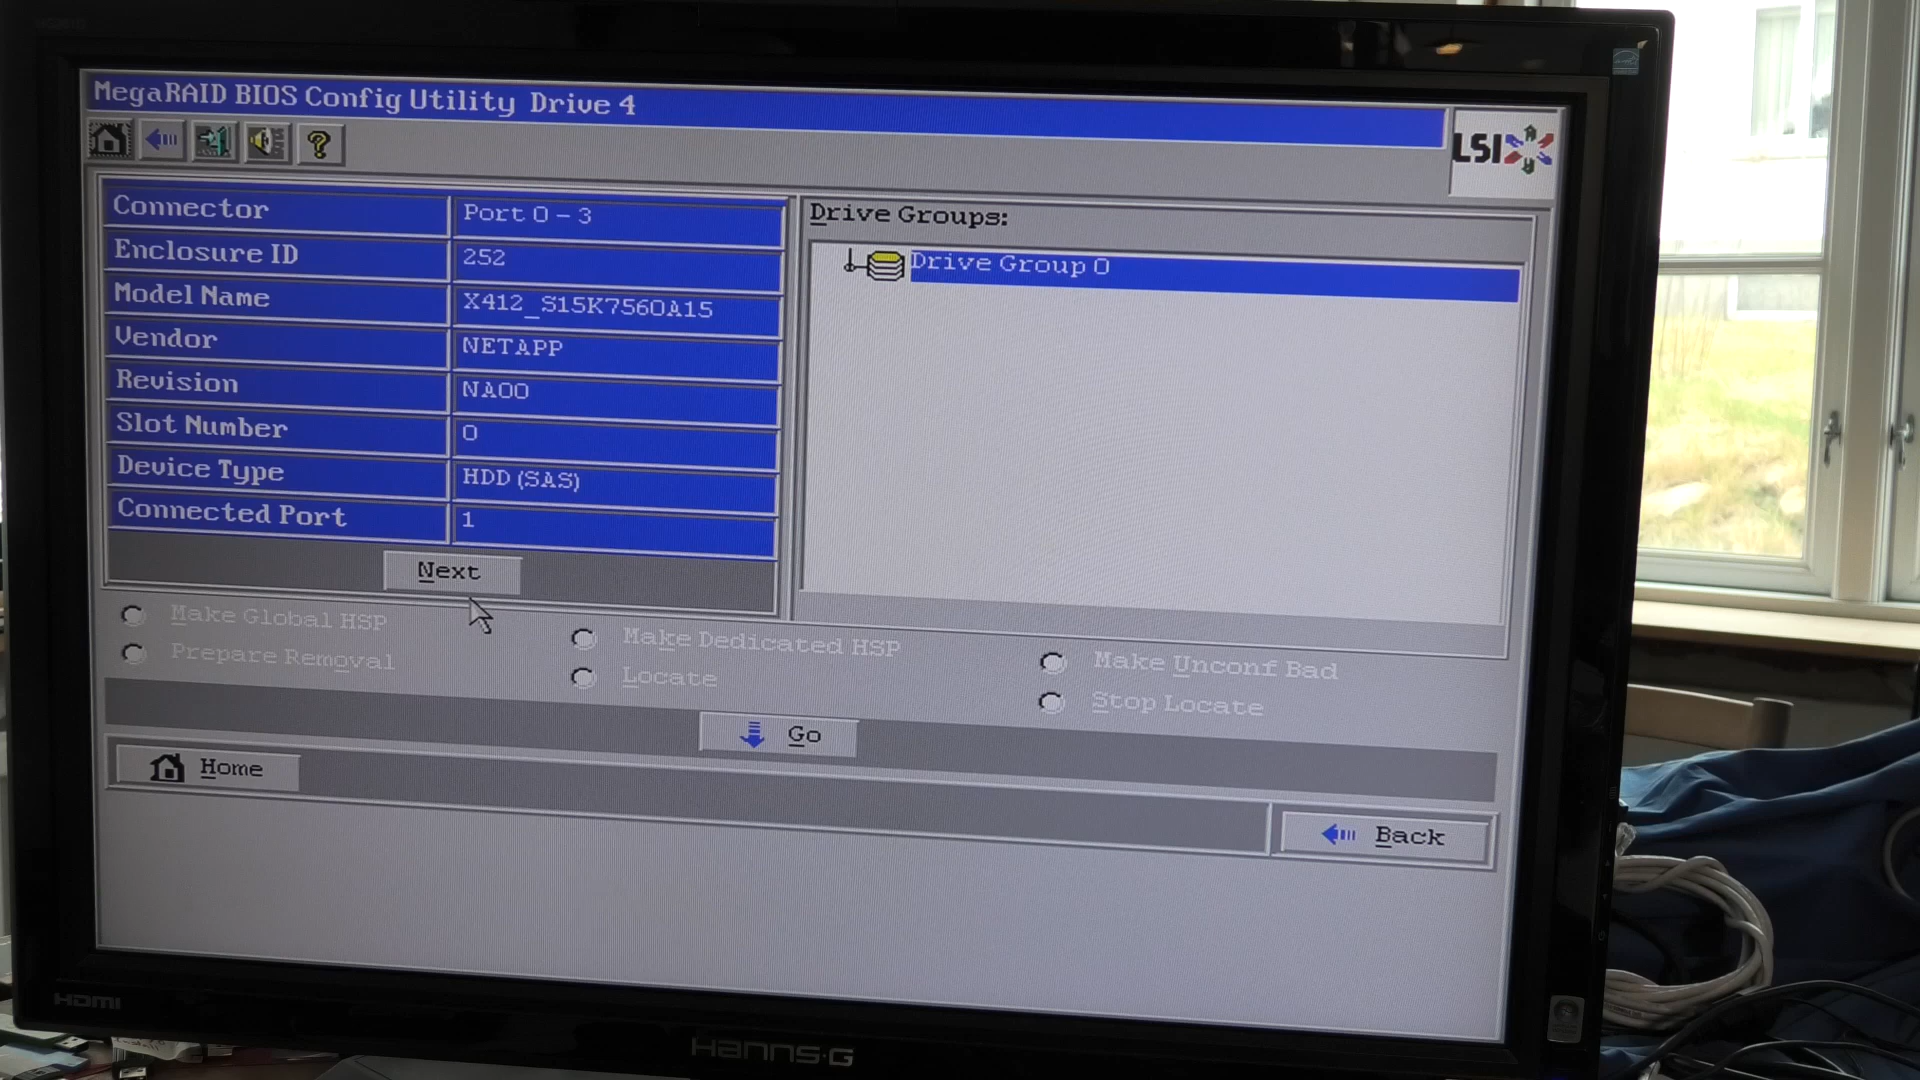 MegaRAID BIOS Config Utility Drive 4
LSI
Connector Port 0 - 3
Enclosure ID 252
Model Name X412_S15K7560A15
Vendor NETAPP
Revision NA00
Slot Number 0
Device Type HDD (SAS)
Connected Port 1
Next
Drive Groups:
Drive Group 0
Make Global HSP
Make Dedicated HSP
Make Unconf Bad
Prepare Removal
Locate
Stop Locate
Go
Home
Back
HDMI
Hanns·G